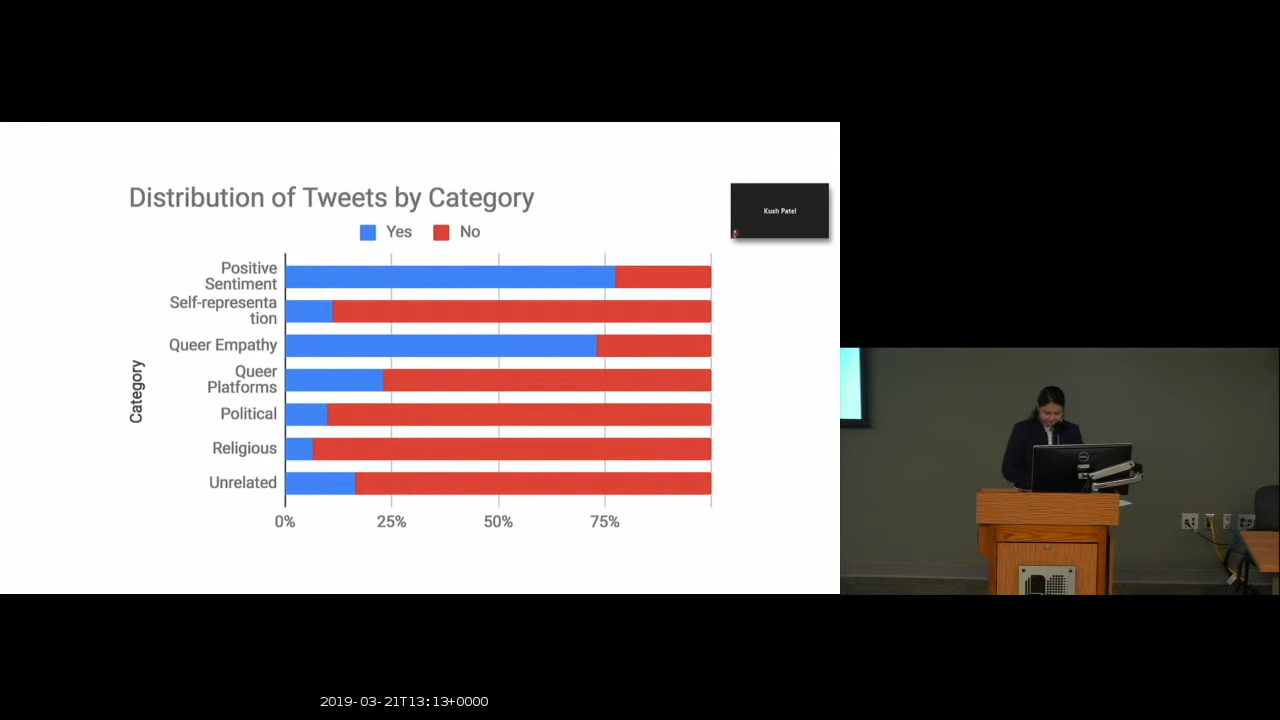 Distribution of Tweets by Category
Kush Patel
Yes
No
Positive
Sentiment
Self-representa
tion
Queer Empathy
Queer
Platforms
Political
Religious
Unrelated
Category
0%
25%
50%
75%
DELL
2019-03-21T13:13+0000